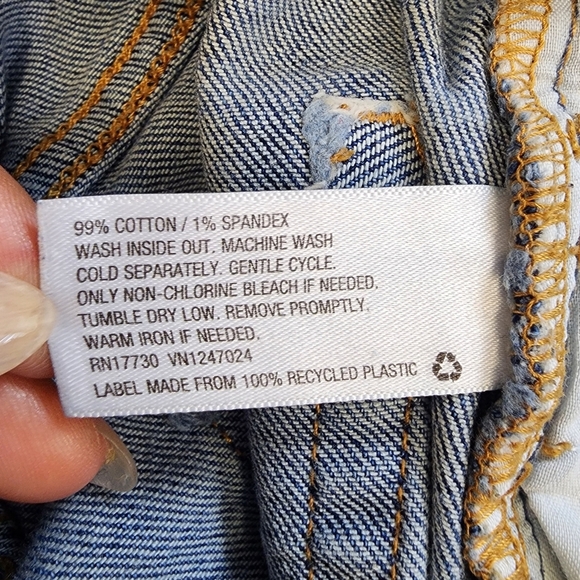 99% COTTON / 1% SPANDEX
WASH INSIDE OUT. MACHINE WASH
COLD SEPARATELY. GENTLE CYCLE.
ONLY NON-CHLORINE BLEACH IF NEEDED.
TUMBLE DRY LOW. REMOVE PROMPTLY.
WARM IRON IF NEEDED.
RN17730 VN1247024
LABEL MADE FROM 100% RECYCLED PLASTIC